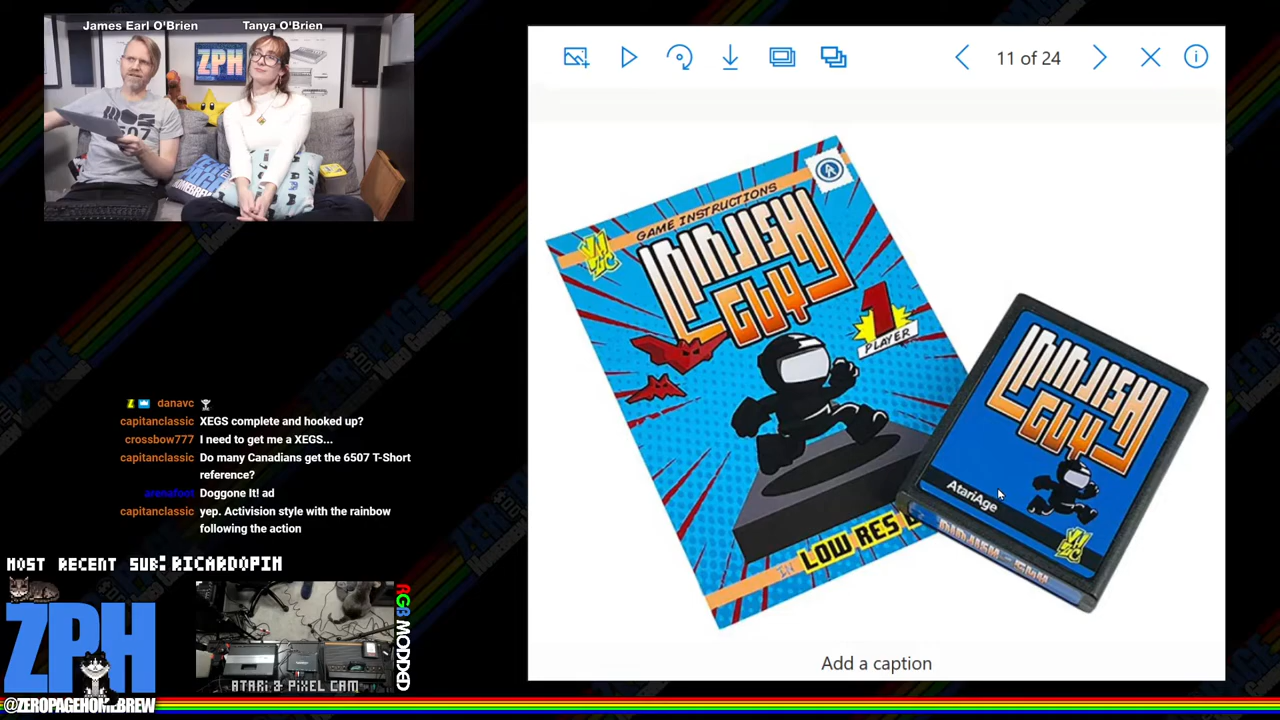 James Earl O'Brien
Tanya O'Brien
ZPH
11 of 24
GAME INSTRUCTIONS
NINJISH
GUY
1
PLAYER
LOW RES
NINJISH
GUY
AtariAge
NINJISH GUY
danavc
capitanclassic XEGS complete and hooked up?
crossbow777 I need to get me a XEGS...
capitanclassic Do many Canadians get the 6507 T-Short
reference?
arenafoot Doggone It! ad
capitanclassic yep. Activision style with the rainbow
following the action
MOST RECENT SUB: RICARDOPIM
ZPH
@ZEROPAGEHOMEBREW
RGB MODDED
ATARI & PIXEL CAM
Add a caption